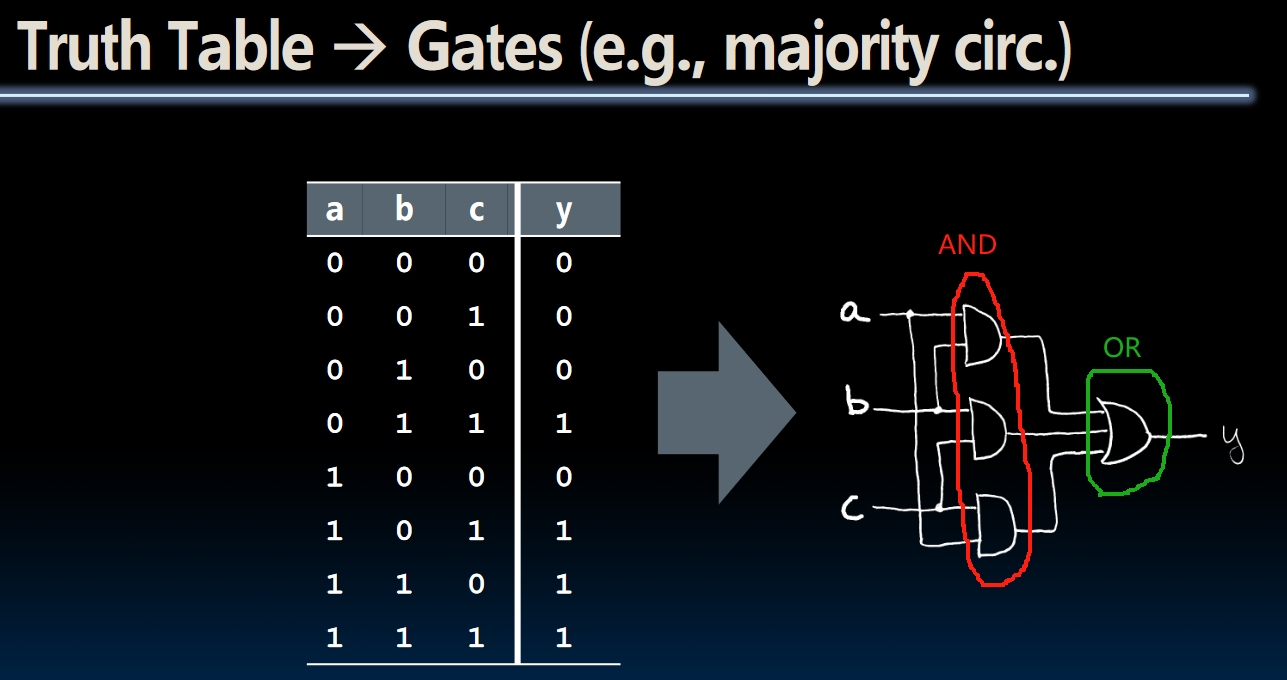 Truth Table → Gates (e.g., majority circ.)
a b c y
0 0 0 0
0 0 1 0
0 1 0 0
0 1 1 1
1 0 0 0
1 0 1 1
1 1 0 1
1 1 1 1
AND
a
OR
b
y
c